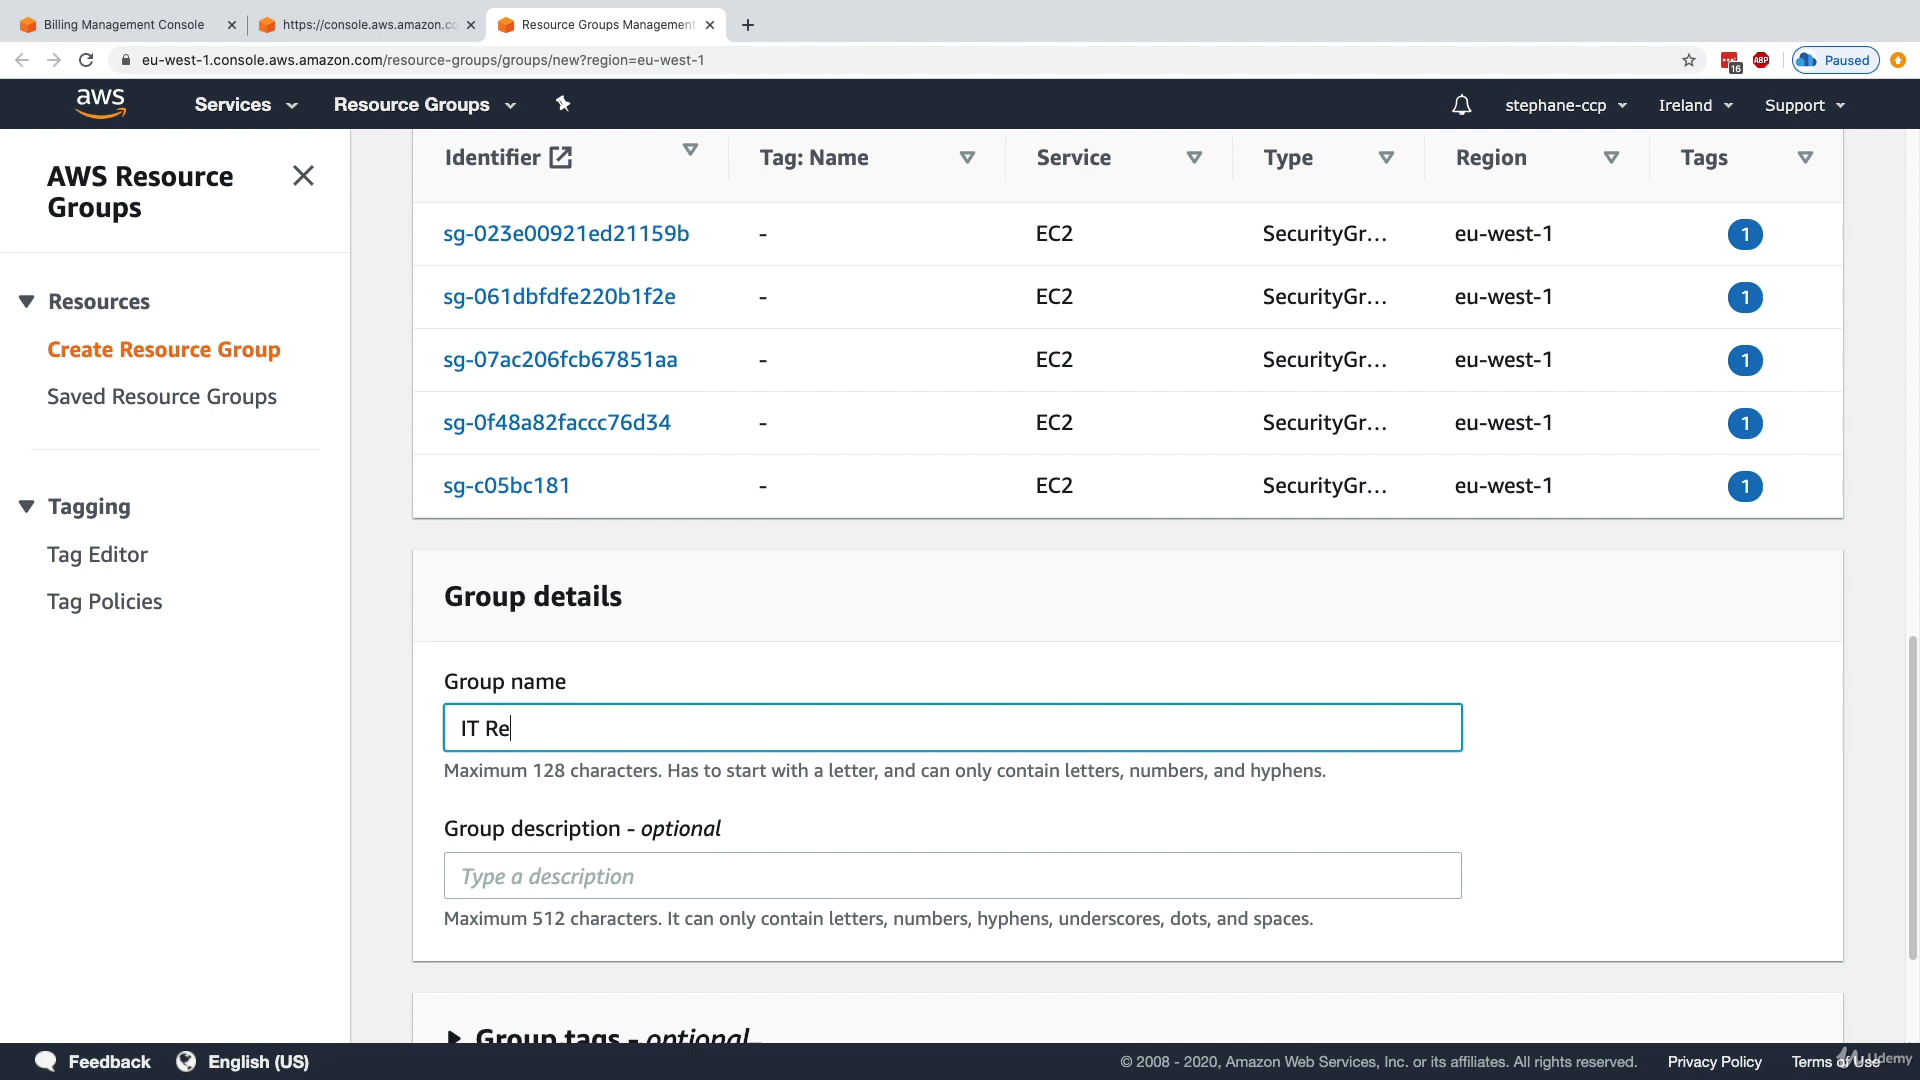 Billing Management Console
https://console.aws.amazon.co
Resource Groups Management
eu-west-1.console.aws.amazon.com/resource-groups/groups/new?region=eu-west-1
16
ABP
Paused
aws
Services
Resource Groups
stephane-ccp
Ireland
Support
AWS Resource
Groups
Resources
Create Resource Group
Saved Resource Groups
Tagging
Tag Editor
Tag Policies
Identifier
Tag: Name
Service
Type
Region
Tags
sg-023e00921ed21159b - EC2 SecurityGr... eu-west-1 1
sg-061dbfdfe220b1f2e - EC2 SecurityGr... eu-west-1 1
sg-07ac206fcb67851aa - EC2 SecurityGr... eu-west-1 1
sg-0f48a82faccc76d34 - EC2 SecurityGr... eu-west-1 1
sg-c05bc181 - EC2 SecurityGr... eu-west-1 1
Group details
Group name
IT Re
Maximum 128 characters. Has to start with a letter, and can only contain letters, numbers, and hyphens.
Group description - optional
Type a description
Maximum 512 characters. It can only contain letters, numbers, hyphens, underscores, dots, and spaces.
Group tags - optional
Feedback
English (US)
© 2008 - 2020, Amazon Web Services, Inc. or its affiliates. All rights reserved.
Privacy Policy
Terms of Use
Udemy